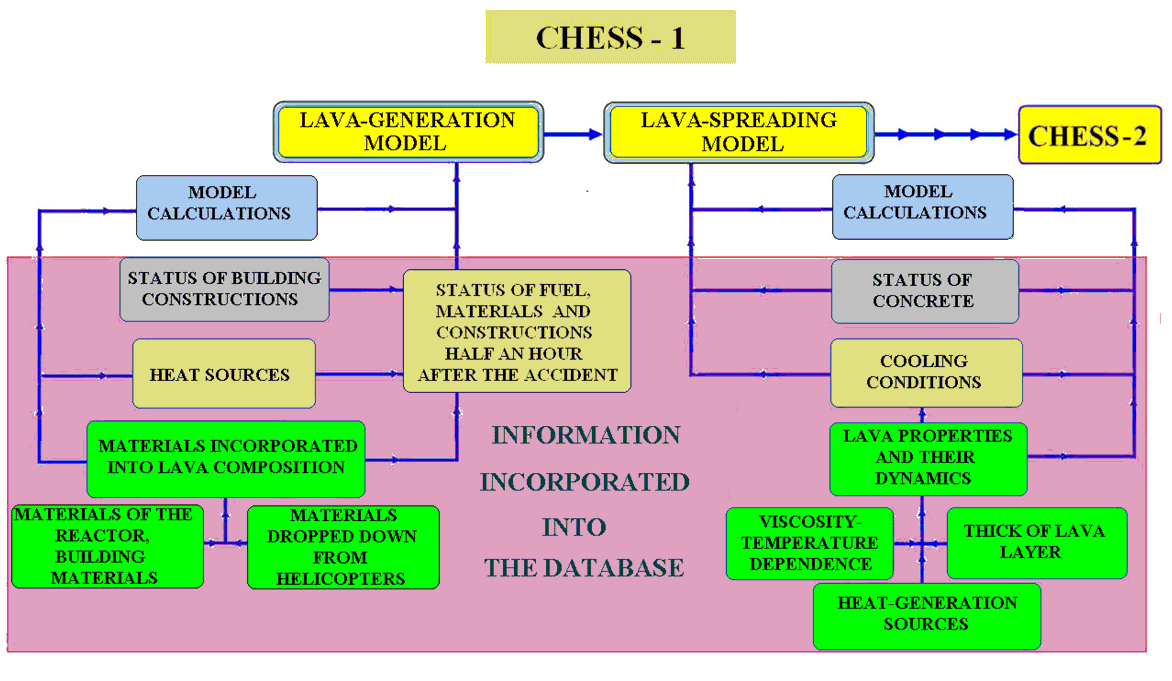 CHESS - 1
LAVA-GENERATION
MODEL
LAVA-SPREADING
MODEL
CHESS-2
MODEL
CALCULATIONS
MODEL
CALCULATIONS
STATUS OF BUILDING
CONSTRUCTIONS
STATUS OF FUEL,
MATERIALS AND
CONSTRUCTIONS
HALF AN HOUR
AFTER THE ACCIDENT
STATUS OF
CONCRETE
HEAT SOURCES
COOLING
CONDITIONS
MATERIALS INCORPORATED
INTO LAVA COMPOSITION
INFORMATION
INCORPORATED
INTO
THE DATABASE
LAVA PROPERTIES
AND THEIR
DYNAMICS
MATERIALS OF THE
REACTOR,
BUILDING
MATERIALS
MATERIALS
DROPPED DOWN
FROM
HELICOPTERS
VISCOSITY-
TEMPERATURE
DEPENDENCE
THICK OF LAVA
LAYER
HEAT-GENERATION
SOURCES